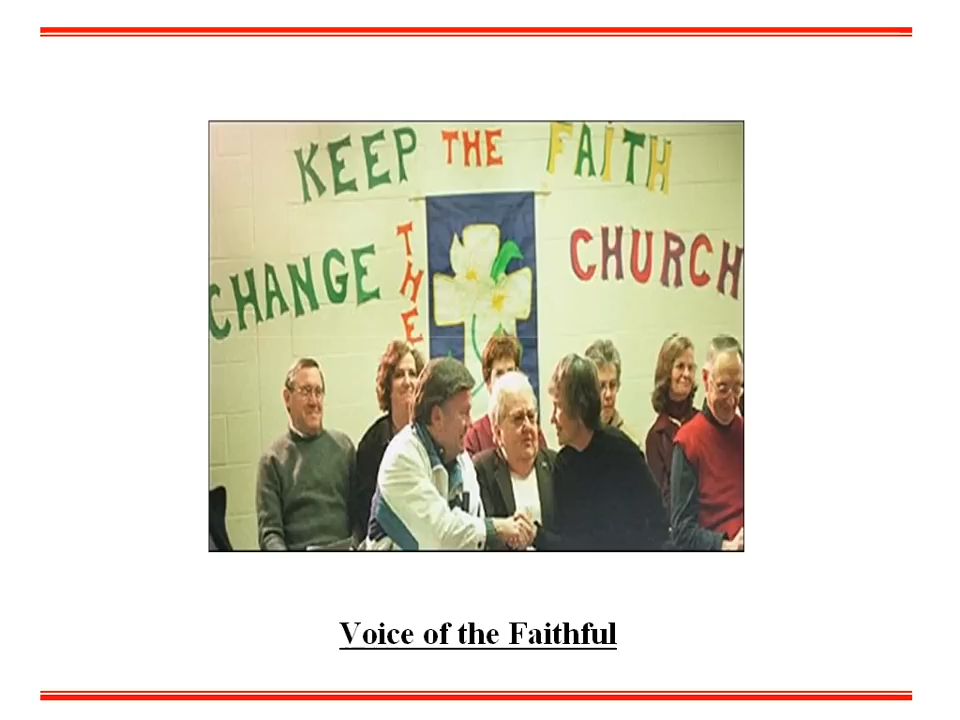 KEEP THE FAITH
CHANGE THE CHURCH
Voice of the Faithful